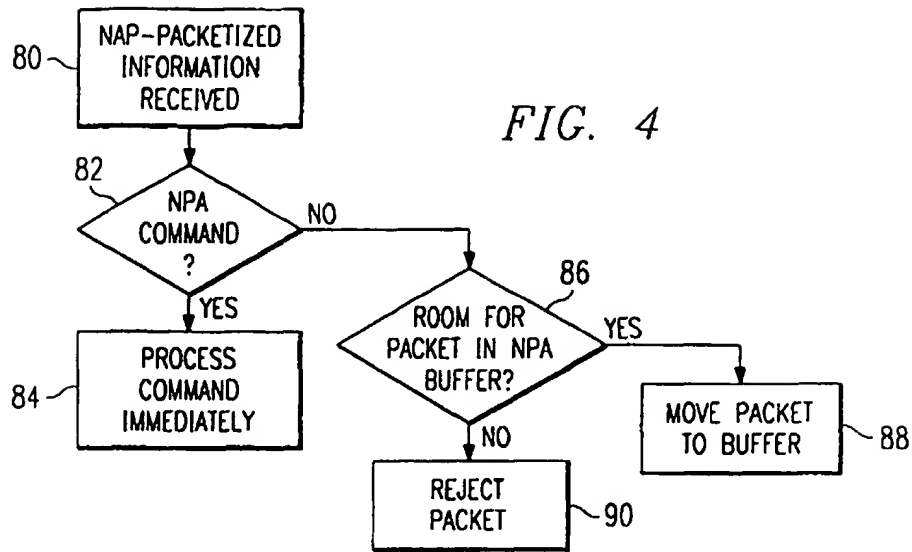 80
NAP-PACKETIZED
INFORMATION
RECEIVED
FIG. 4
82
NPA
COMMAND
?
NO
YES
84
PROCESS
COMMAND
IMMEDIATELY
86
ROOM FOR
PACKET IN NPA
BUFFER?
YES
MOVE PACKET
TO BUFFER
88
NO
REJECT
PACKET
90